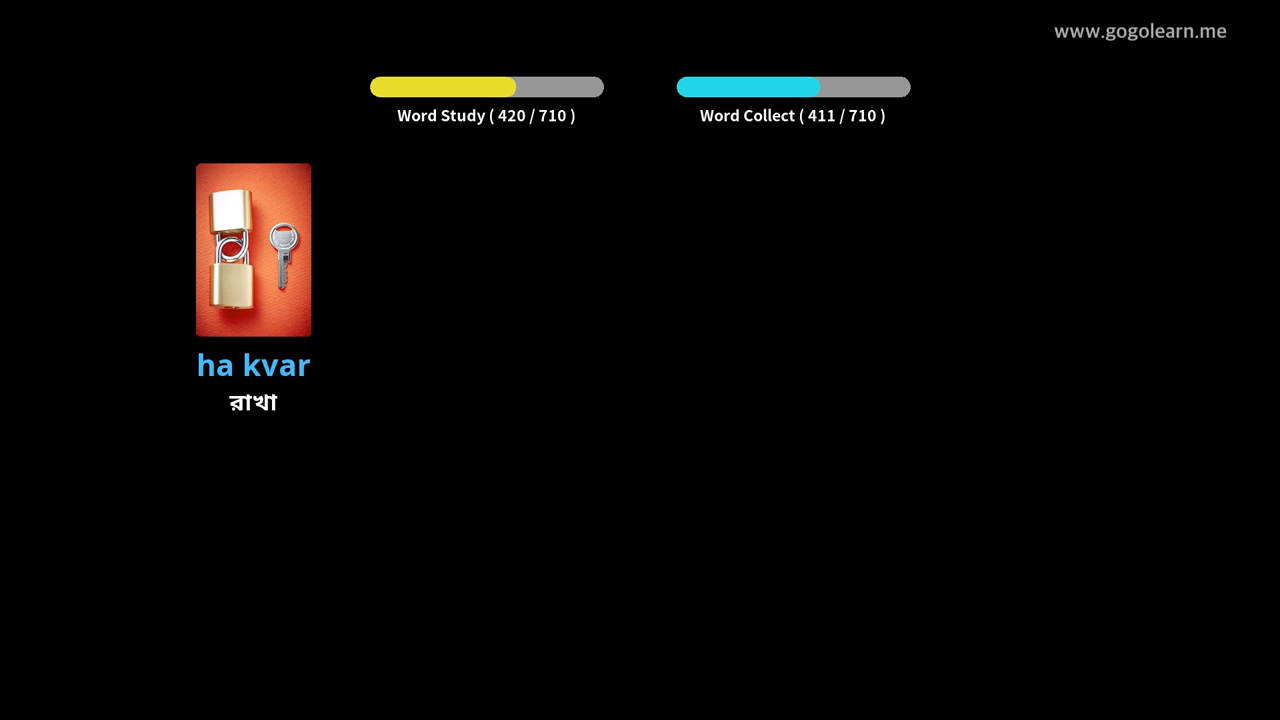 www.gogolearn.me
Word Study ( 420 / 710 )
Word Collect ( 411 / 710 )
ha kvar
রাখা